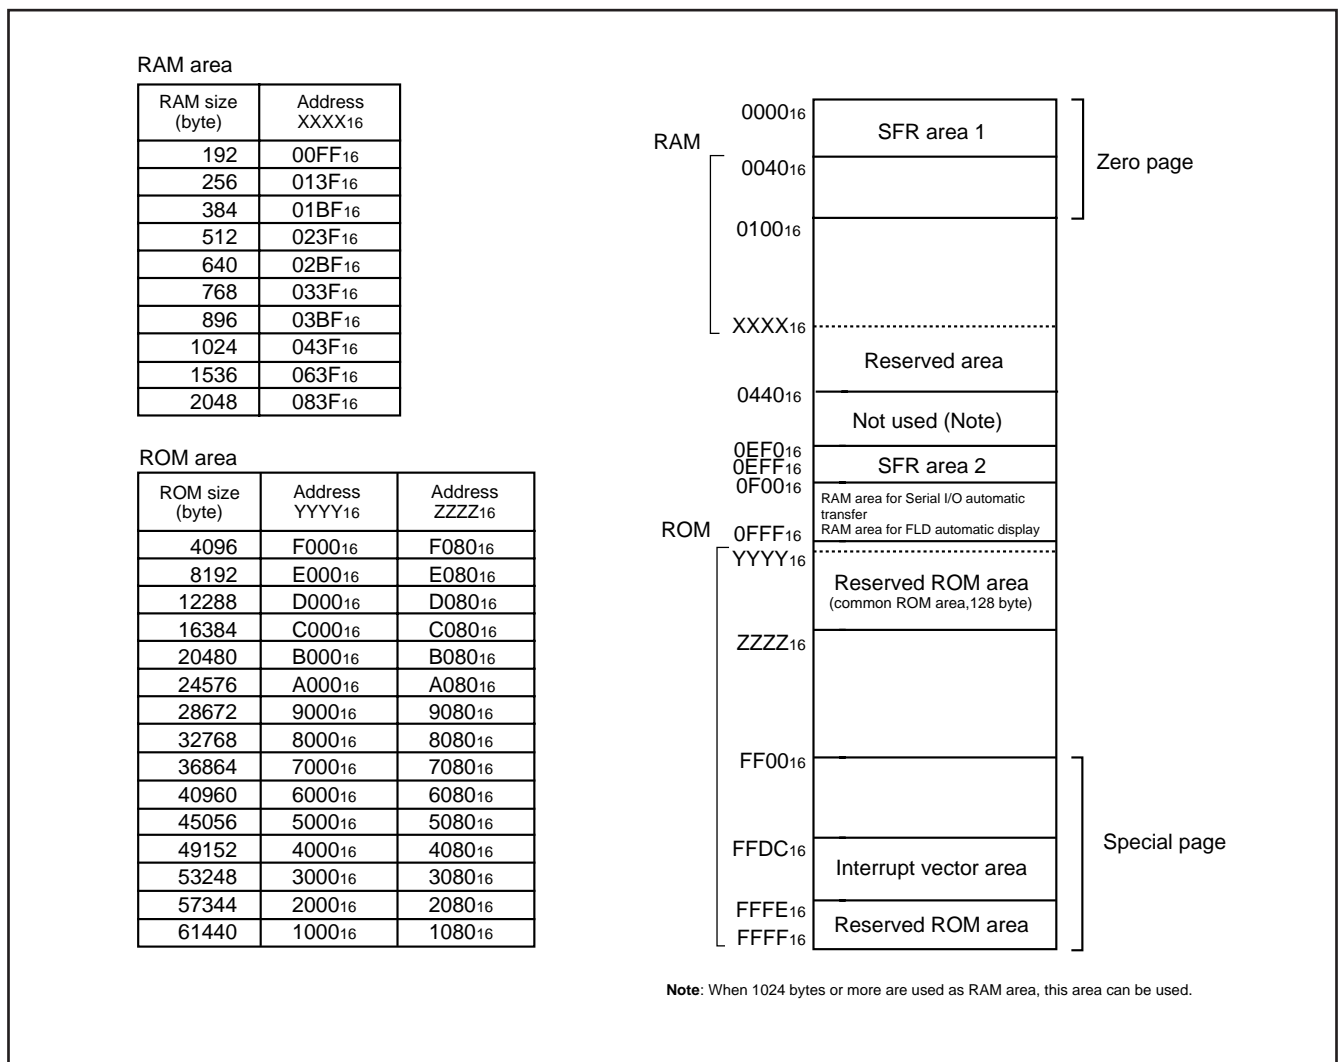 RAM area
RAM size (byte) Address XXXX16
192 00FF16
256 013F16
384 01BF16
512 023F16
640 02BF16
768 033F16
896 03BF16
1024 043F16
1536 063F16
2048 083F16
ROM area
ROM size (byte) Address YYYY16 Address ZZZZ16
4096 F00016 F08016
8192 E00016 E08016
12288 D00016 D08016
16384 C00016 C08016
20480 B00016 B08016
24576 A00016 A08016
28672 900016 908016
32768 800016 808016
36864 700016 708016
40960 600016 608016
45056 500016 508016
49152 400016 408016
53248 300016 308016
57344 200016 208016
61440 100016 108016
RAM
000016
SFR area 1
004016
Zero page
010016
XXXX16
Reserved area
044016
Not used (Note)
0EF016
0EFF16
SFR area 2
0F0016
RAM area for Serial I/O automatic
transfer
RAM area for FLD automatic display
ROM
0FFF16
YYYY16
Reserved ROM area
(common ROM area,128 byte)
ZZZZ16
FF0016
Special page
FFDC16
Interrupt vector area
FFFE16
Reserved ROM area
FFFF16
Note: When 1024 bytes or more are used as RAM area, this area can be used.